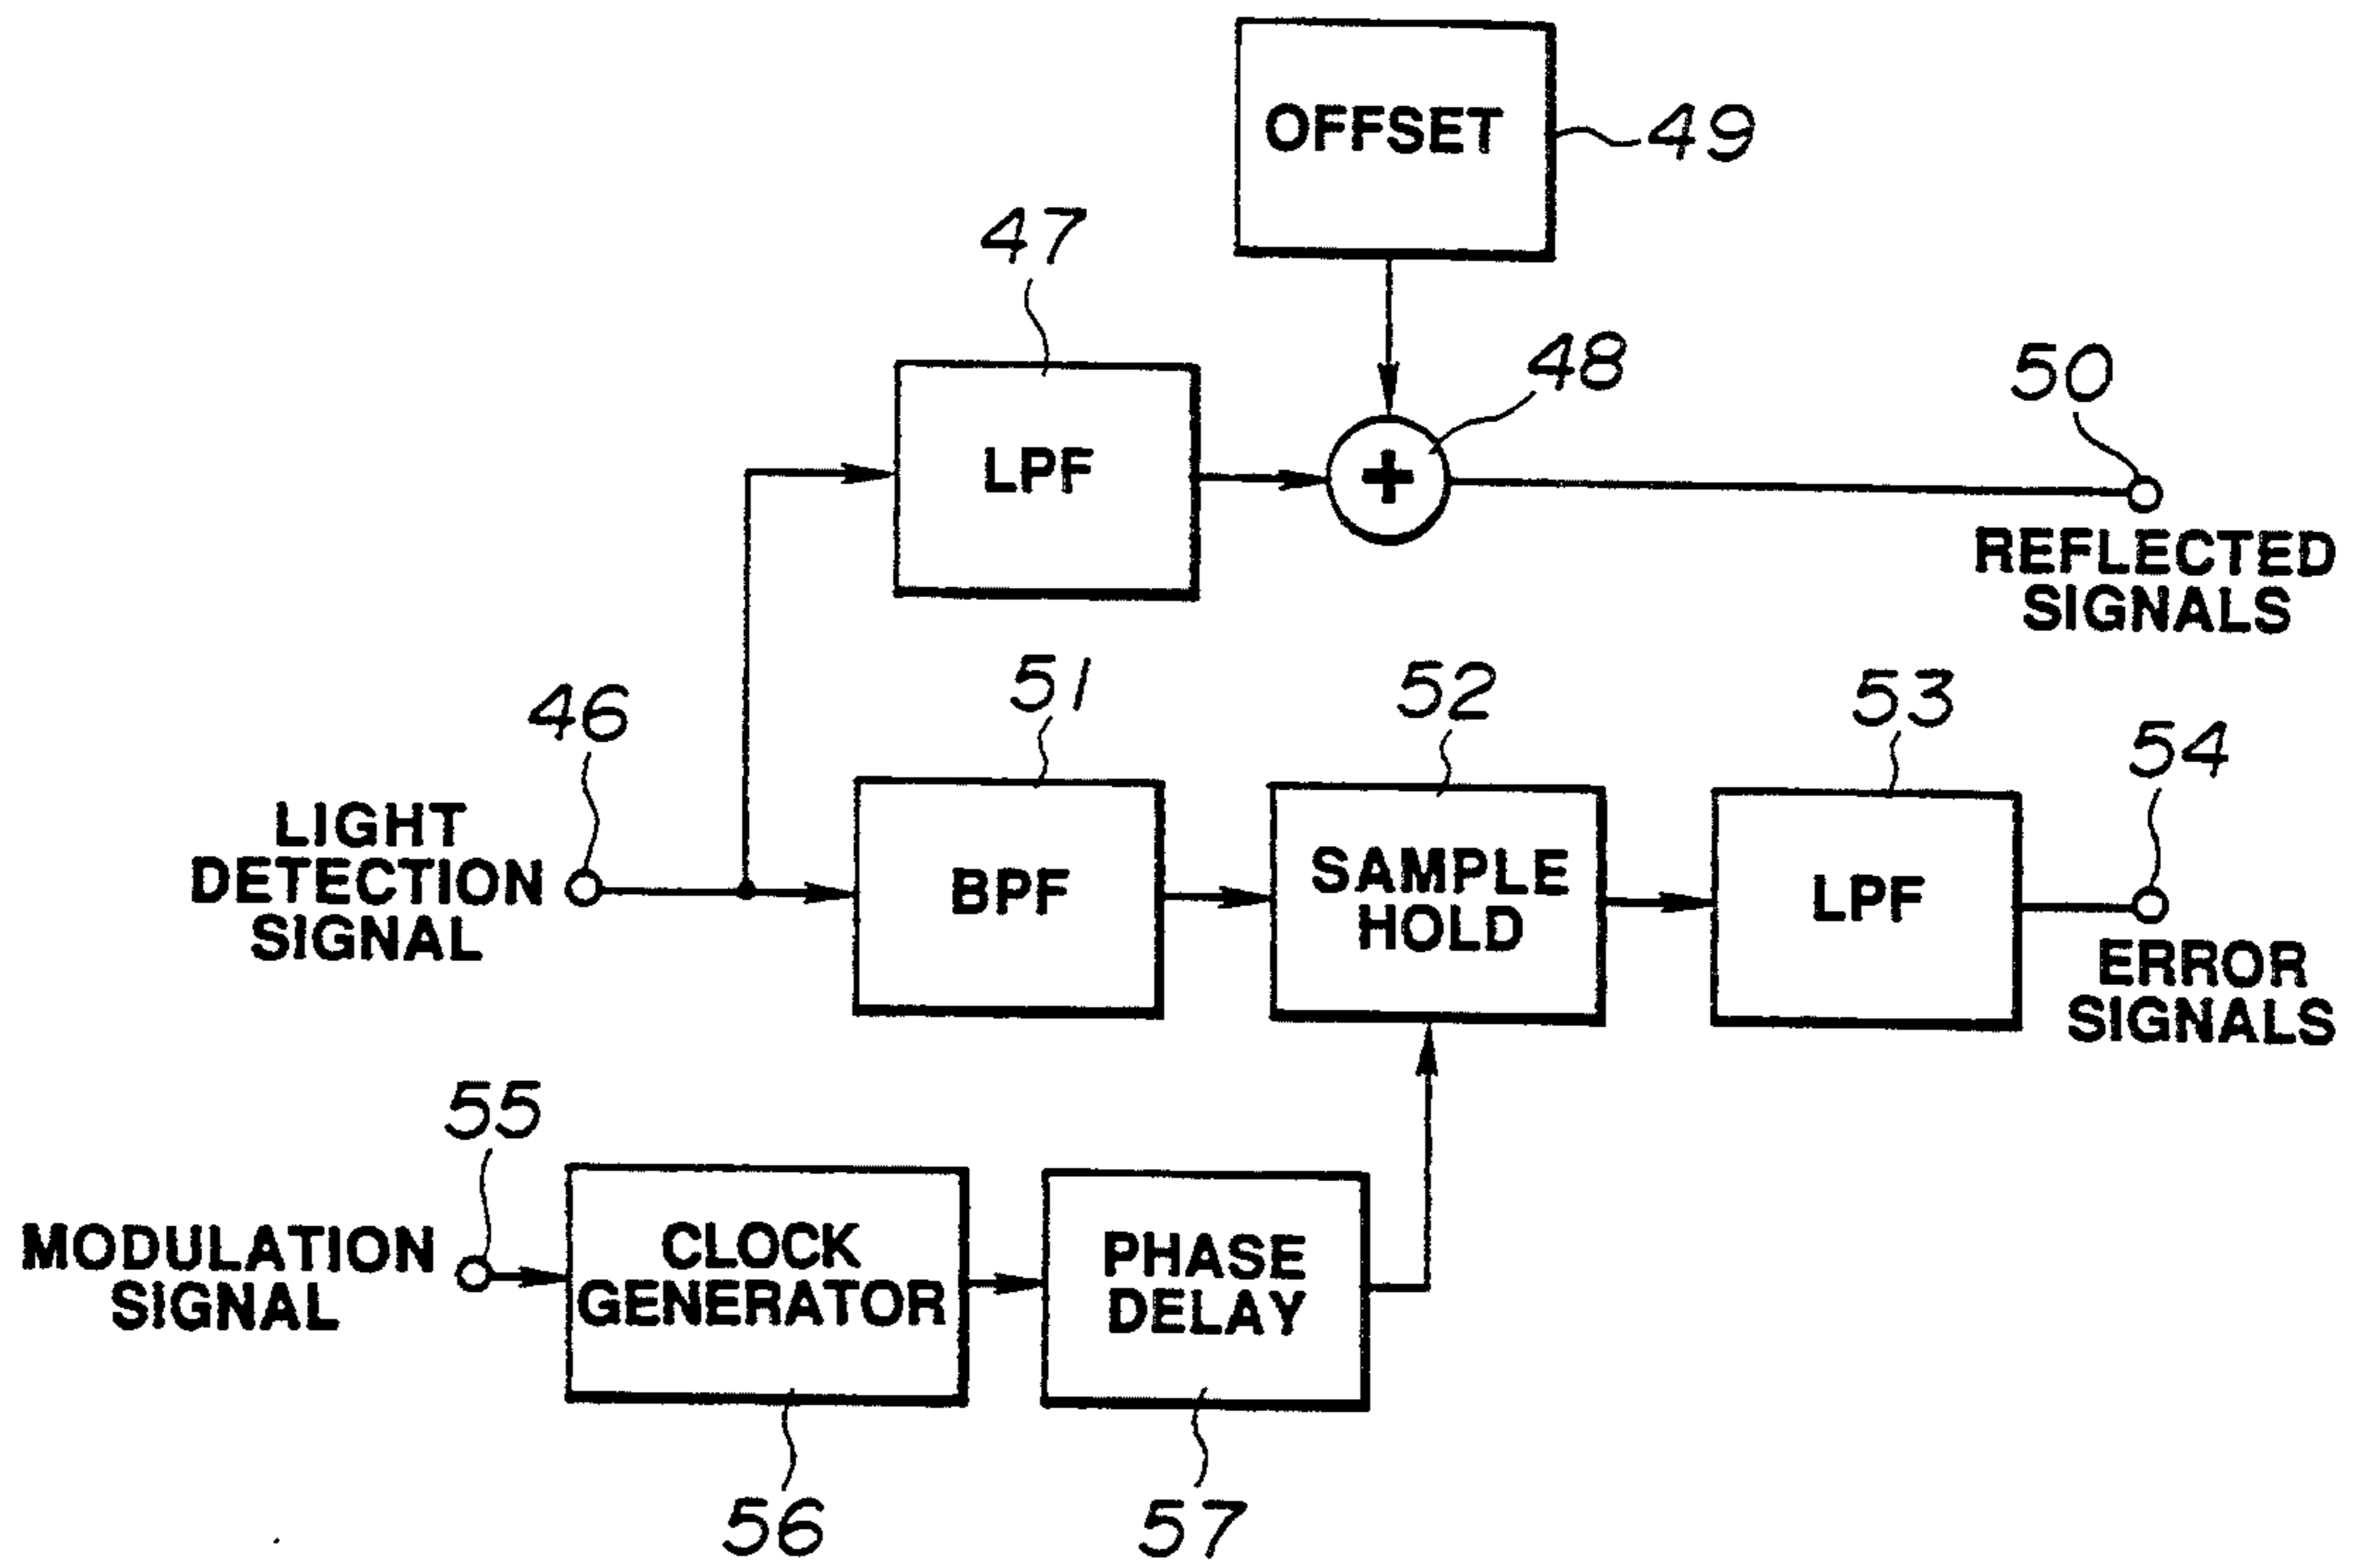 OFFSET
49
47
48
50
LPF
REFLECTED
SIGNALS
46
51
52
53
54
LIGHT
DETECTION
SIGNAL
BPF
SAMPLE
HOLD
LPF
ERROR
SIGNALS
55
MODULATION
SIGNAL
CLOCK
GENERATOR
PHASE
DELAY
56
57
+